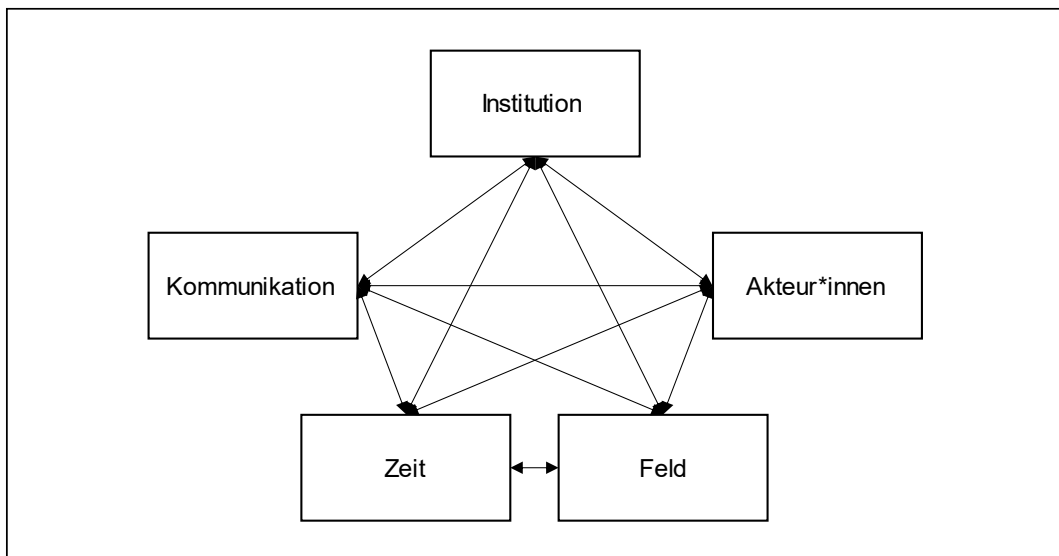 Institution
Kommunikation
Akteur*innen
Zeit
Feld